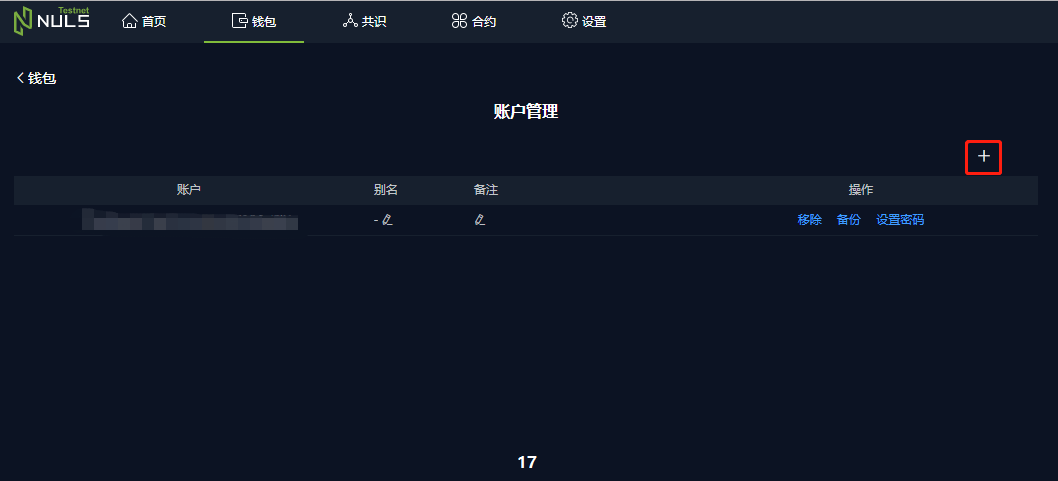 Testnet
NULS 首页 钱包 共识 合约 设置
< 钱包
账户管理
+
账户 别名 备注 操作
- 移除 备份 设置密码
17